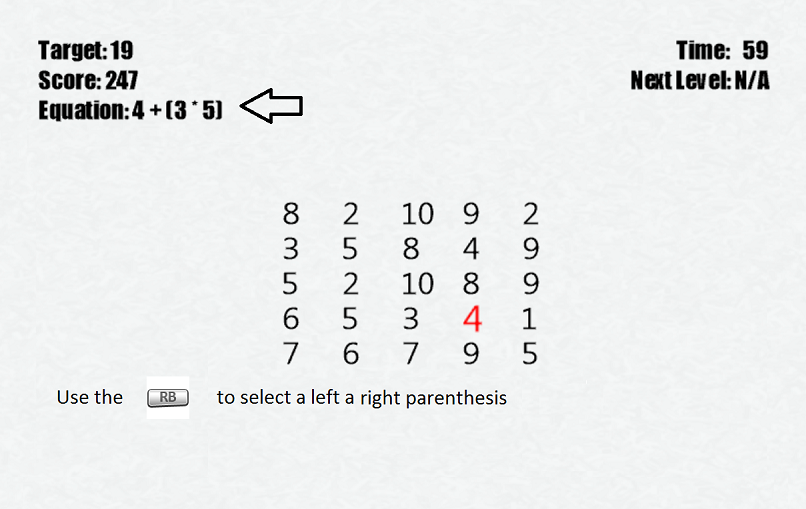 Target: 19
Time: 59
Score: 247
Next Level: N/A
Equation: 4 + (3 * 5)
8 2 10 9 2
3 5 8 4 9
5 2 10 8 9
6 5 3 4 1
7 6 7 9 5
Use the RB to select a left a right parenthesis